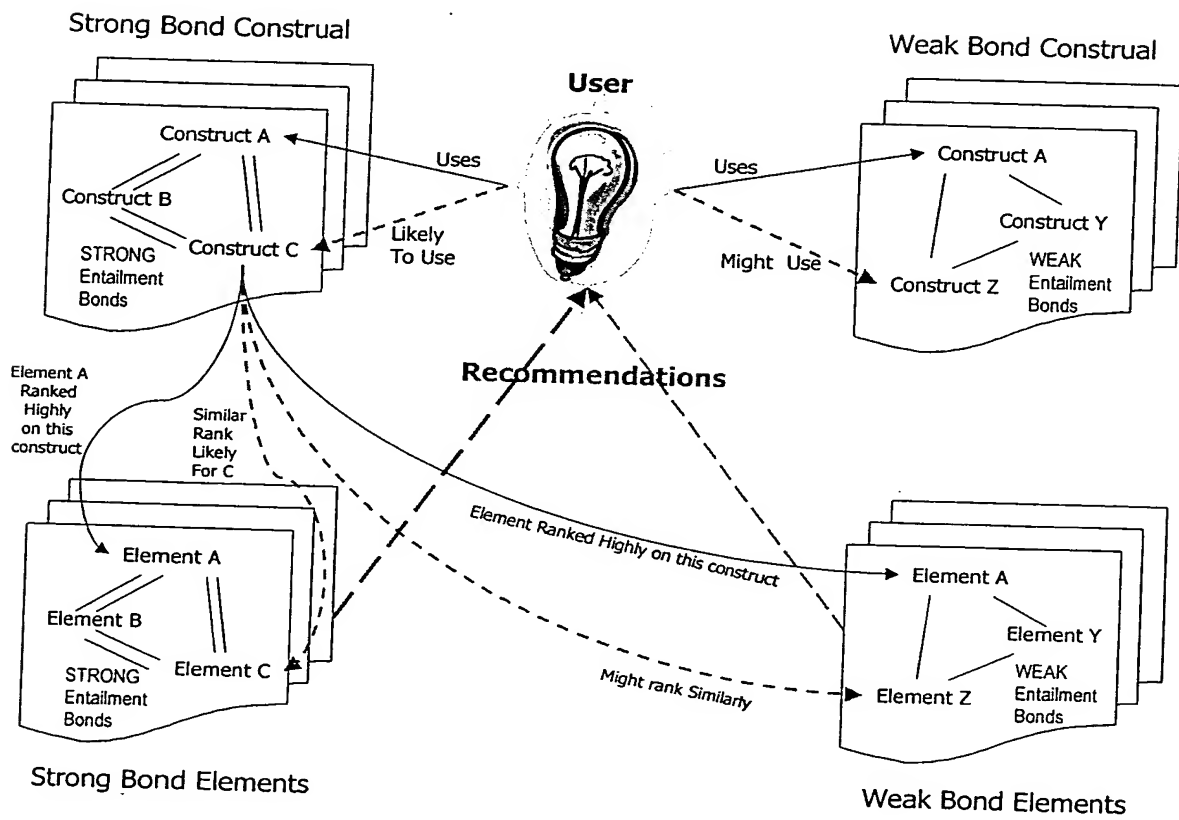 Strong Bond Construal
Construct A
Construct B
Construct C
STRONG
Entailment
Bonds
User
Uses
Likely
To Use
Uses
Might Use
Weak Bond Construal
Construct A
Construct Y
Construct Z
WEAK
Entailment
Bonds
Recommendations
Element A
Ranked
Highly
on this
construct
Similar
Rank
Likely
For C
Element Ranked Highly on this construct
Might rank Similarly
Element A
Element B
Element C
STRONG
Entailment
Bonds
Strong Bond Elements
Element A
Element Y
Element Z
WEAK
Entailment
Bonds
Weak Bond Elements